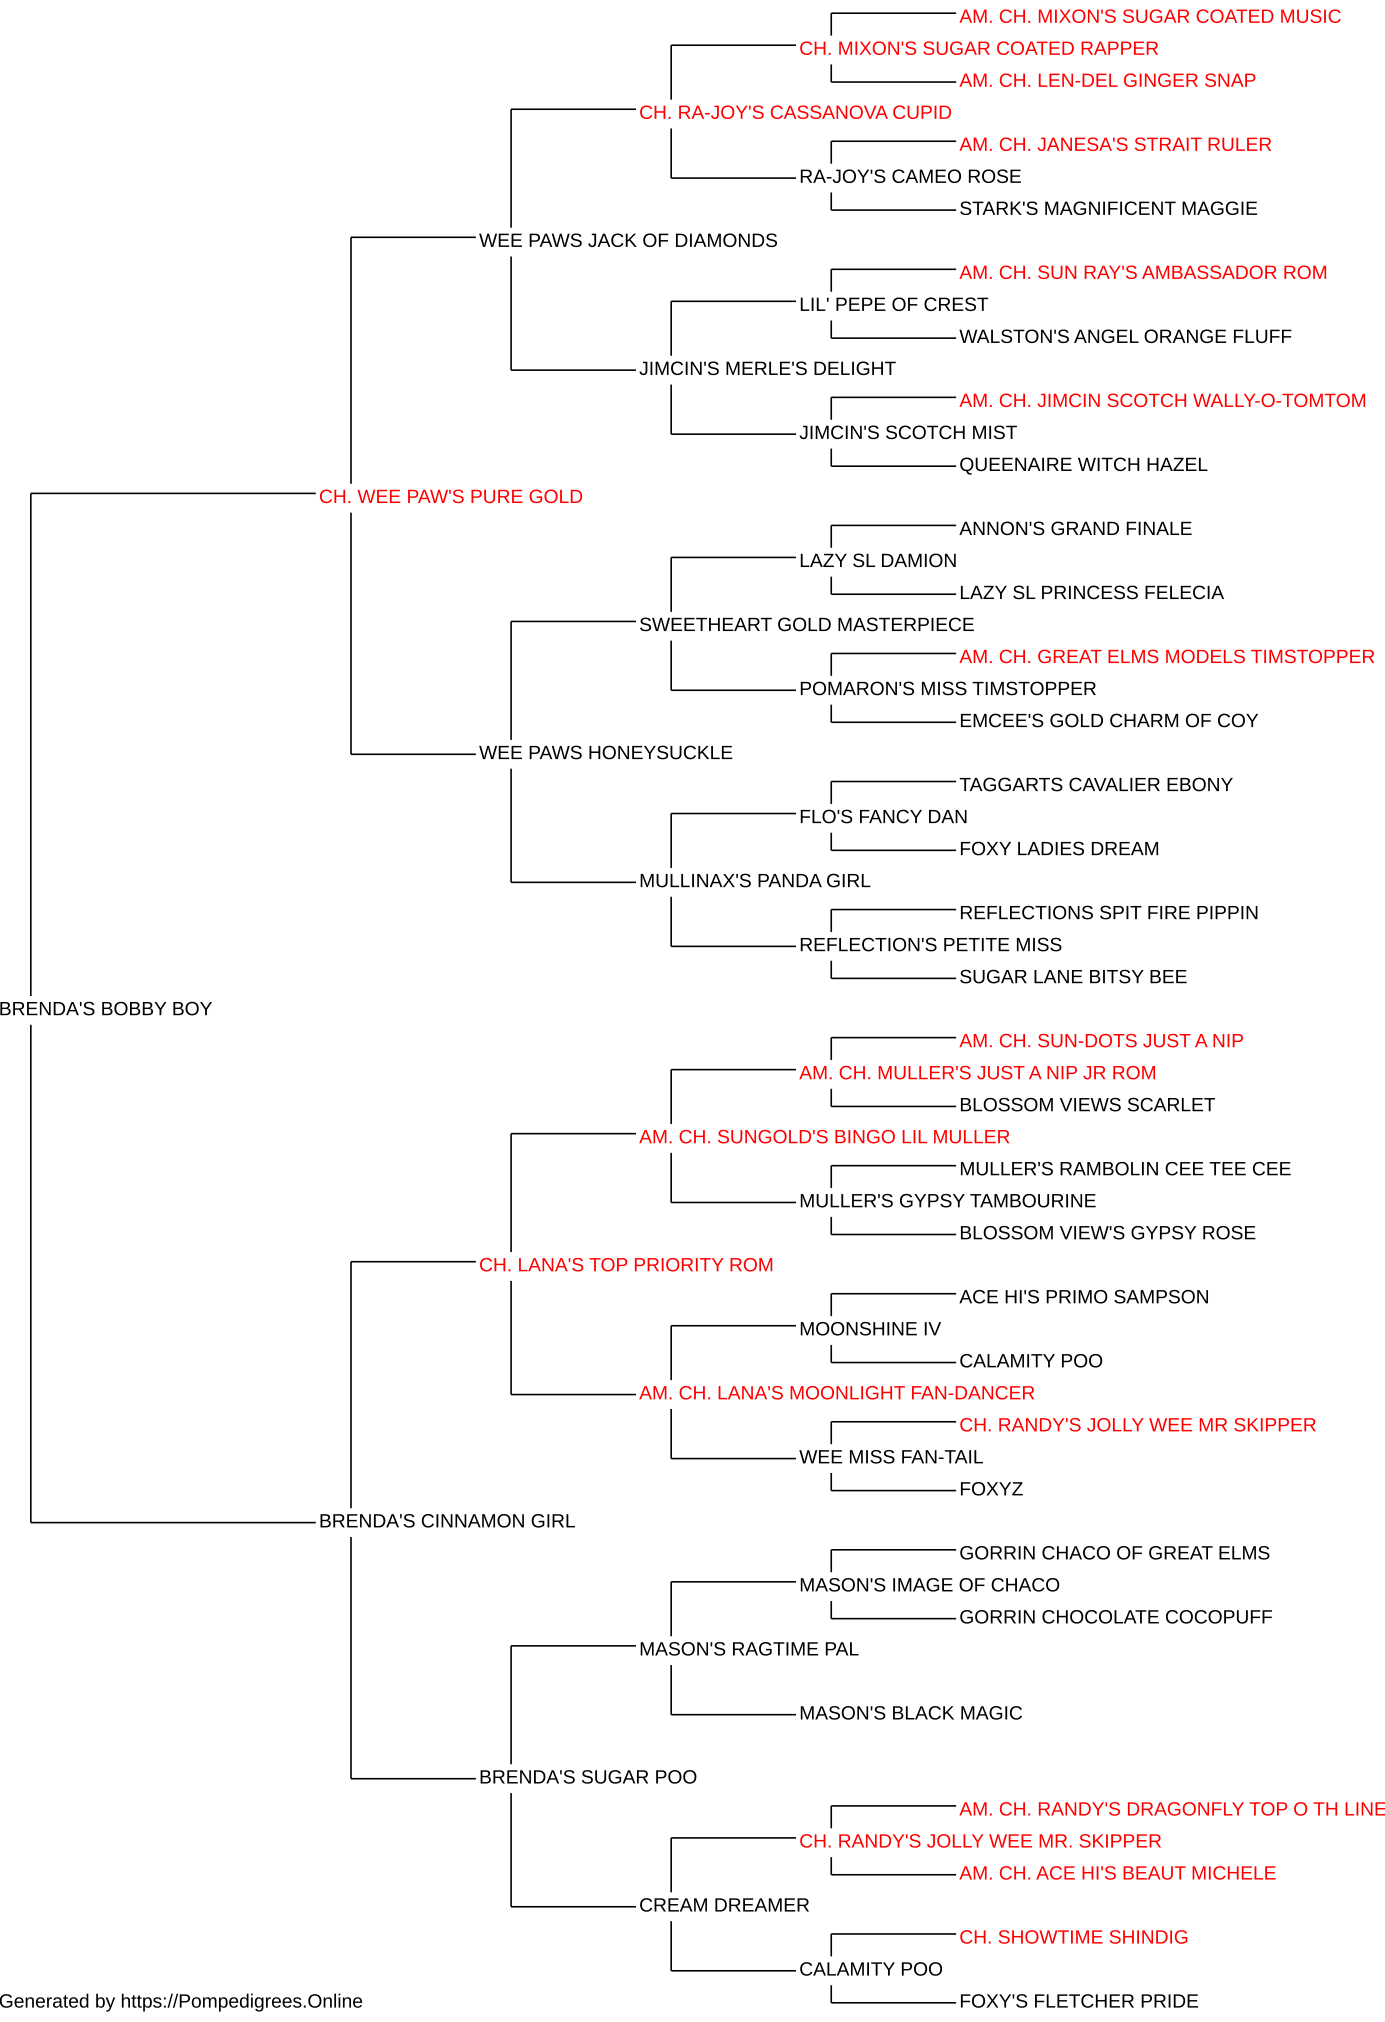 AM. CH. MIXON'S SUGAR COATED MUSIC
CH. MIXON'S SUGAR COATED RAPPER
AM. CH. LEN-DEL GINGER SNAP
CH. RA-JOY'S CASSANOVA CUPID
AM. CH. JANESA'S STRAIT RULER
RA-JOY'S CAMEO ROSE
STARK'S MAGNIFICENT MAGGIE
WEE PAWS JACK OF DIAMONDS
AM. CH. SUN RAY'S AMBASSADOR ROM
LIL' PEPE OF CREST
WALSTON'S ANGEL ORANGE FLUFF
JIMCIN'S MERLE'S DELIGHT
AM. CH. JIMCIN SCOTCH WALLY-O-TOMTOM
JIMCIN'S SCOTCH MIST
QUEENAIRE WITCH HAZEL
CH. WEE PAW'S PURE GOLD
ANNON'S GRAND FINALE
LAZY SL DAMION
LAZY SL PRINCESS FELECIA
SWEETHEART GOLD MASTERPIECE
AM. CH. GREAT ELMS MODELS TIMSTOPPER
POMARON'S MISS TIMSTOPPER
EMCEE'S GOLD CHARM OF COY
WEE PAWS HONEYSUCKLE
TAGGARTS CAVALIER EBONY
FLO'S FANCY DAN
FOXY LADIES DREAM
MULLINAX'S PANDA GIRL
REFLECTIONS SPIT FIRE PIPPIN
REFLECTION'S PETITE MISS
SUGAR LANE BITSY BEE
BRENDA'S BOBBY BOY
AM. CH. SUN-DOTS JUST A NIP
AM. CH. MULLER'S JUST A NIP JR ROM
BLOSSOM VIEWS SCARLET
AM. CH. SUNGOLD'S BINGO LIL MULLER
MULLER'S RAMBOLIN CEE TEE CEE
MULLER'S GYPSY TAMBOURINE
BLOSSOM VIEW'S GYPSY ROSE
CH. LANA'S TOP PRIORITY ROM
ACE HI'S PRIMO SAMPSON
MOONSHINE IV
CALAMITY POO
AM. CH. LANA'S MOONLIGHT FAN-DANCER
CH. RANDY'S JOLLY WEE MR SKIPPER
WEE MISS FAN-TAIL
FOXYZ
BRENDA'S CINNAMON GIRL
GORRIN CHACO OF GREAT ELMS
MASON'S IMAGE OF CHACO
GORRIN CHOCOLATE COCOPUFF
MASON'S RAGTIME PAL
MASON'S BLACK MAGIC
BRENDA'S SUGAR POO
AM. CH. RANDY'S DRAGONFLY TOP O TH LINE
CH. RANDY'S JOLLY WEE MR. SKIPPER
AM. CH. ACE HI'S BEAUT MICHELE
CREAM DREAMER
CH. SHOWTIME SHINDIG
CALAMITY POO
FOXY'S FLETCHER PRIDE
Generated by https://Pompedigrees.Online